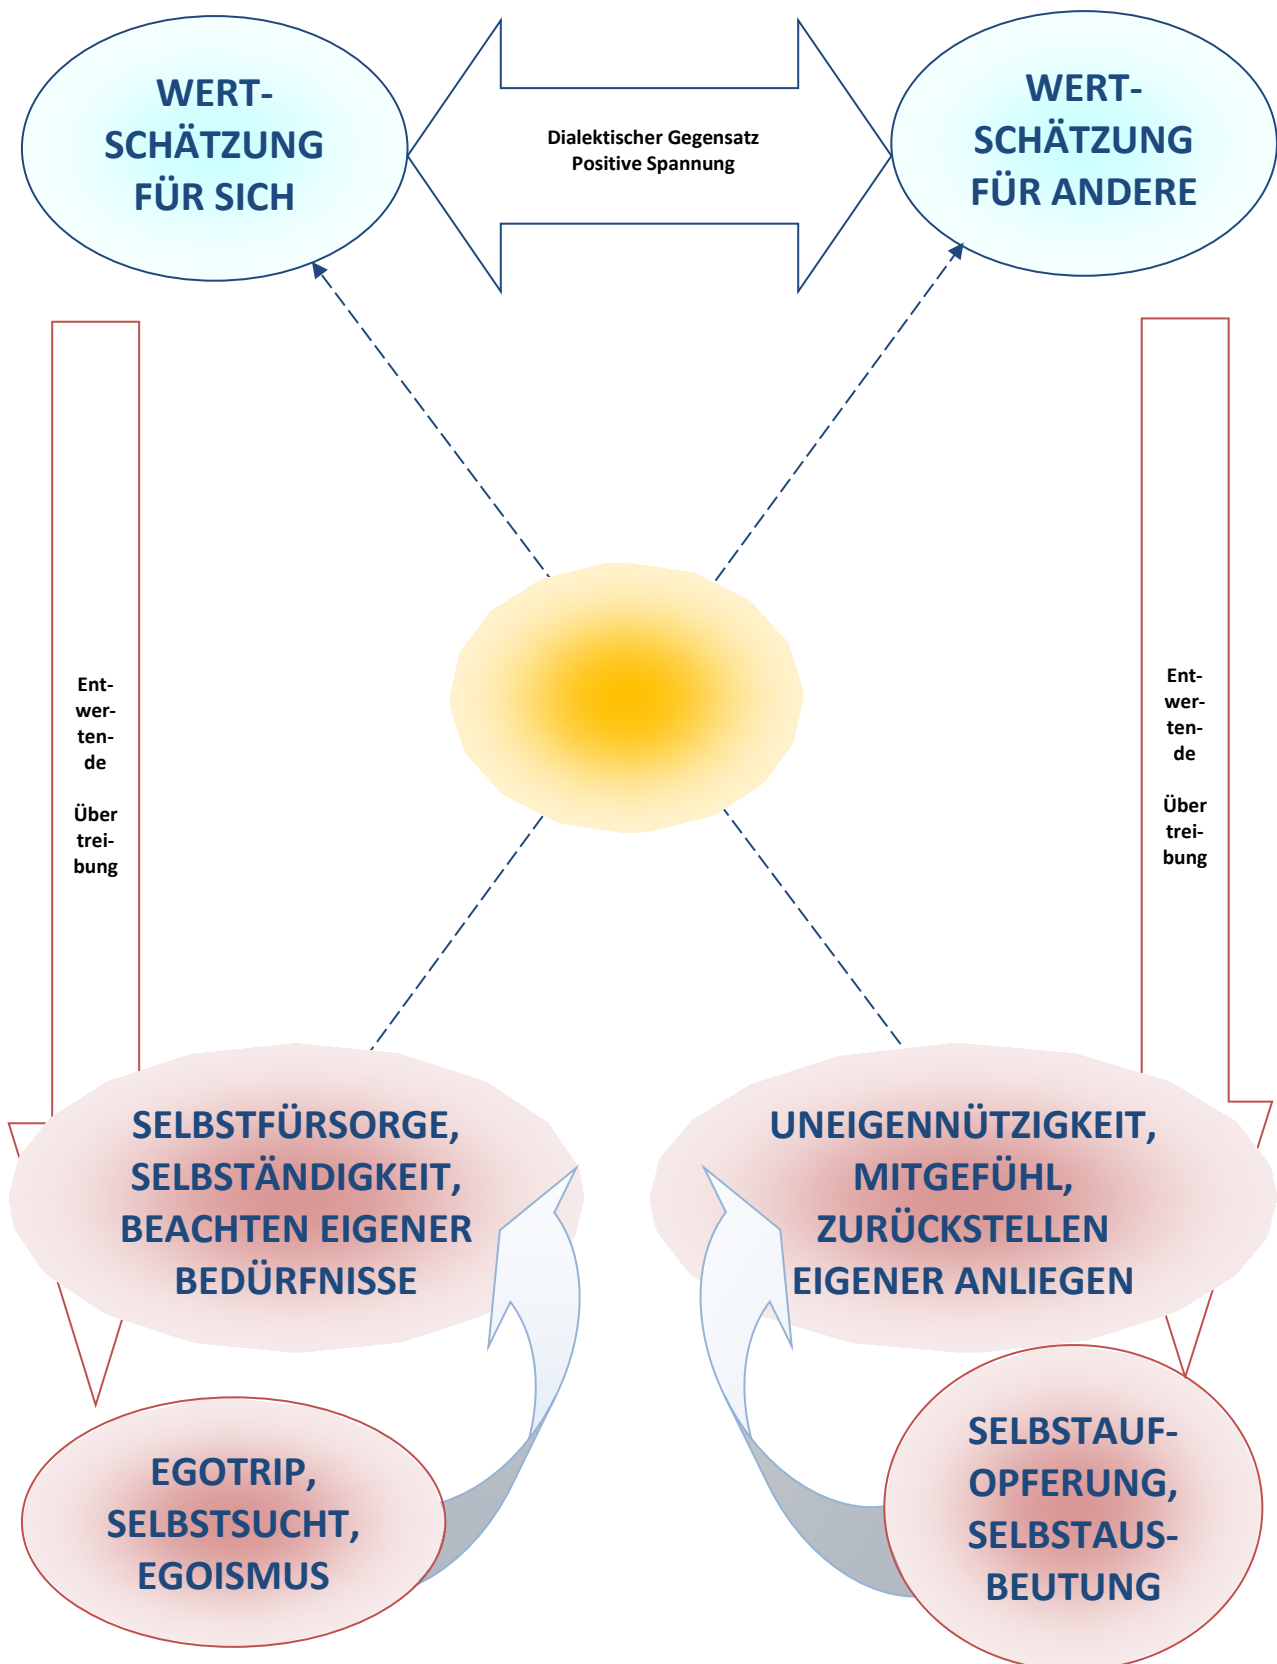 WERT-
SCHÄTZUNG
FÜR SICH
Dialektischer Gegensatz
Positive Spannung
WERT-
SCHÄTZUNG
FÜR ANDERE
Ent-
wer-
ten-
de
Über
trei-
bung
Ent-
wer-
ten-
de
Über
trei-
bung
SELBSTFÜRSORGE,
SELBSTÄNDIGKEIT,
BEACHTEN EIGENER
BEDÜRFNISSE
UNEIGENNÜTZIGKEIT,
MITGEFÜHL,
ZURÜCKSTELLEN
EIGENER ANLIEGEN
EGOTRIP,
SELBSTSUCHT,
EGOISMUS
SELBSTAUF-
OPFERUNG,
SELBSTAUS-
BEUTUNG